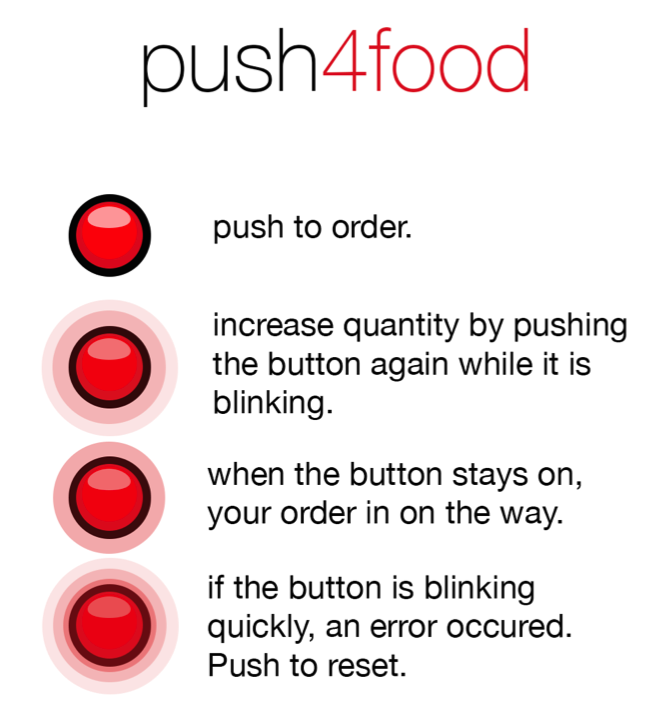 push4food
push to order.
increase quantity by pushing
the button again while it is
blinking.
when the button stays on,
your order in on the way.
if the button is blinking
quickly, an error occured.
Push to reset.